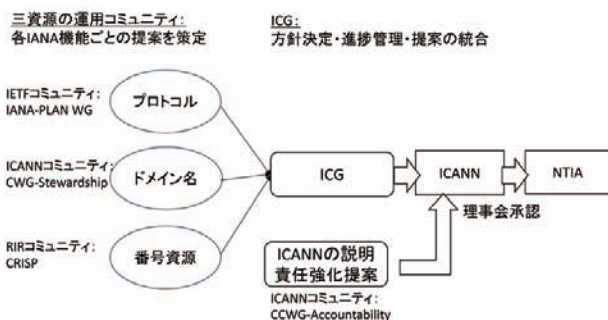 三資源の運用コミュニティ:
各IANA機能ごとの提案を策定
ICG:
方針決定・進捗管理・提案の統合
IETFコミュニティ:
IANA-PLAN WG
プロトコル
ICANNコミュニティ:
CWG-Stewardship
ドメイン名
RIRコミュニティ:
CRISP
番号資源
ICG
ICANN
NTIA
理事会承認
ICANNの説明
責任強化提案
ICANNコミュニティ:
CCWG-Accountability